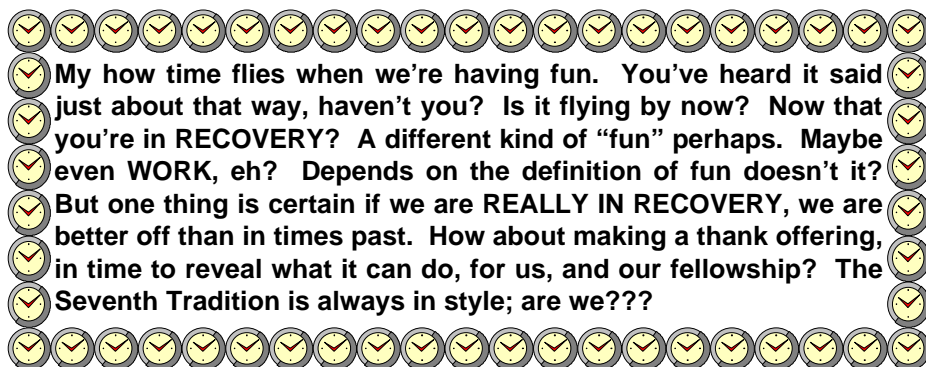 My how time flies when we're having fun.  You've heard it said
just about that way, haven't you?  Is it flying by now?  Now that
you're in RECOVERY?  A different kind of “fun” perhaps.  Maybe
even WORK, eh?  Depends on the definition of fun doesn't it?
But one thing is certain if we are REALLY IN RECOVERY, we are
better off than in times past.  How about making a thank offering,
in time to reveal what it can do, for us, and our fellowship?  The
Seventh Tradition is always in style; are we???